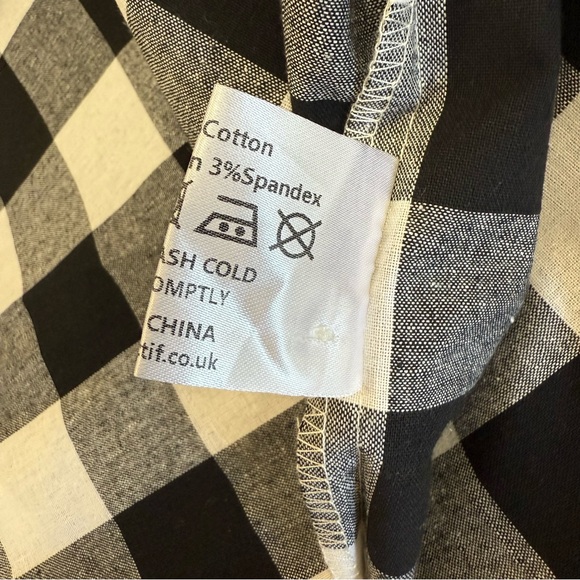 Cotton
n 3%Spandex
ASH COLD
OMPTLY
CHINA
tif.co.uk